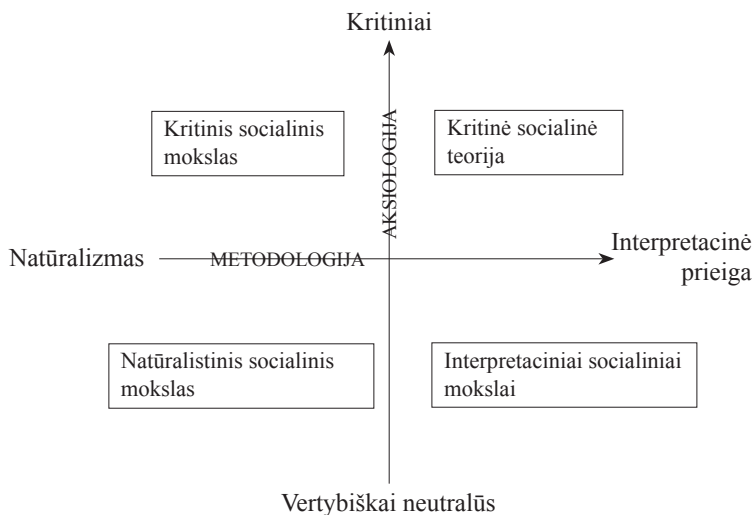 Kritiniai
AKSIOLOGIJA
Kritinis socialinis
mokslas
Kritinė socialinė
teorija
Natūralizmas
METODOLOGIJA
Interpretacinė
prieiga
Natūralistinis socialinis
mokslas
Interpretaciniai socialiniai
mokslai
Vertybiškai neutralūs